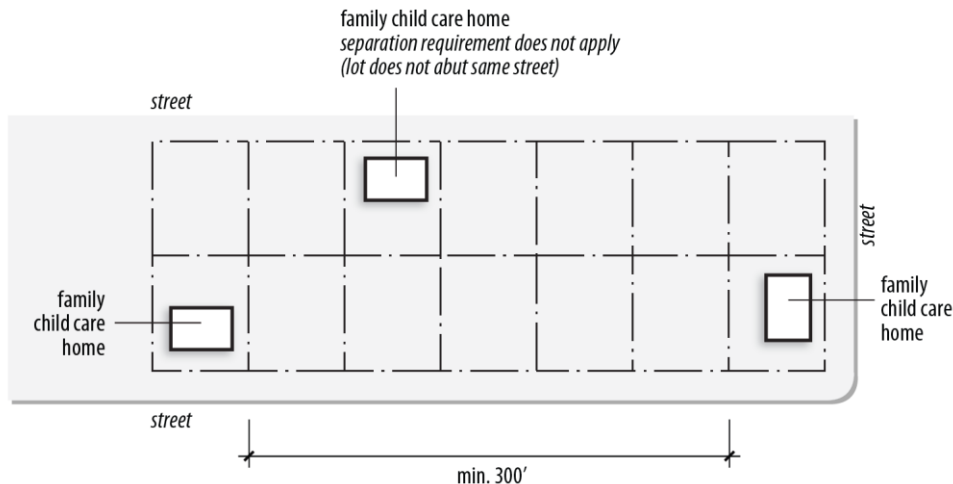 family child care home
separation requirement does not apply
(lot does not abut same street)
street
street
family
child care
home
family
child care
home
street
min. 300′